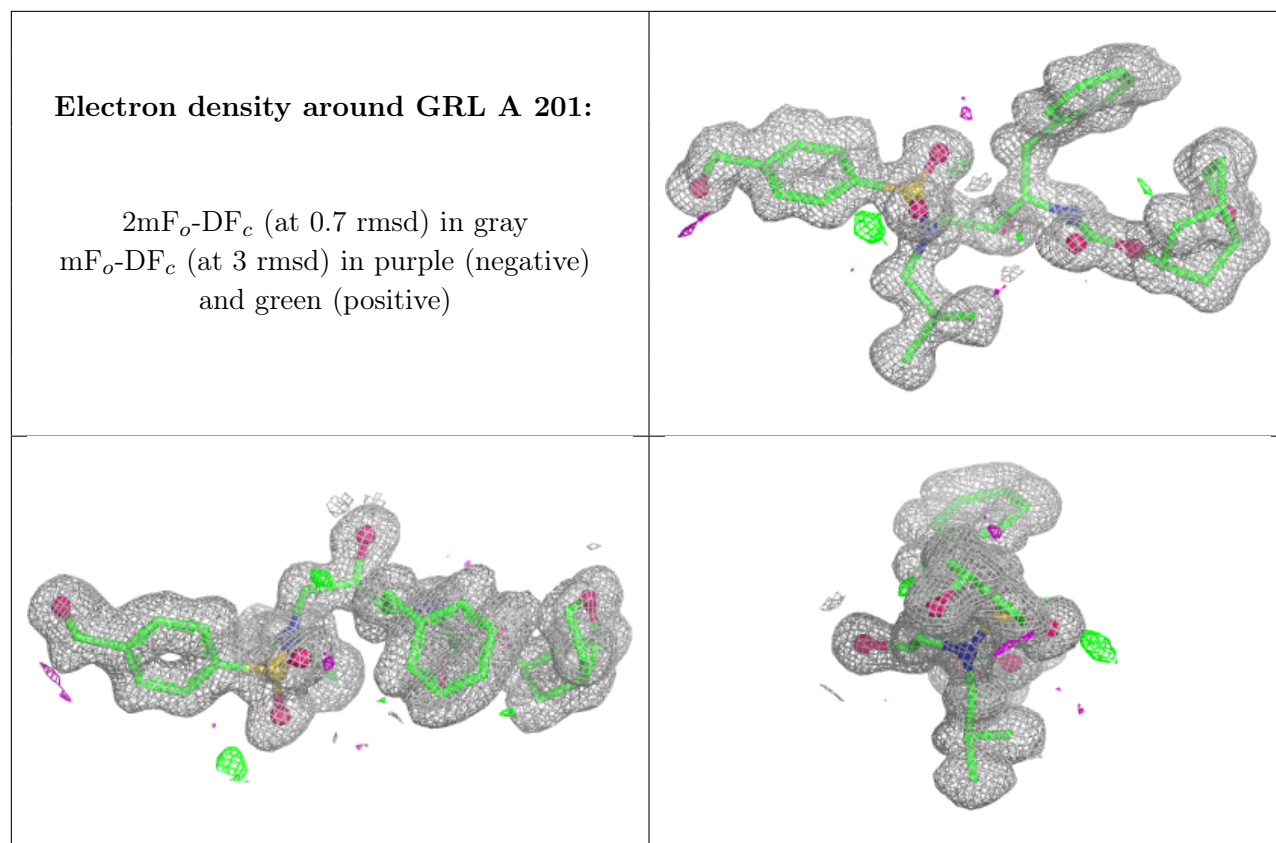 Electron density around GRL A 201:
2mFo-DFc (at 0.7 rmsd) in gray
mFo-DFc (at 3 rmsd) in purple (negative)
and green (positive)